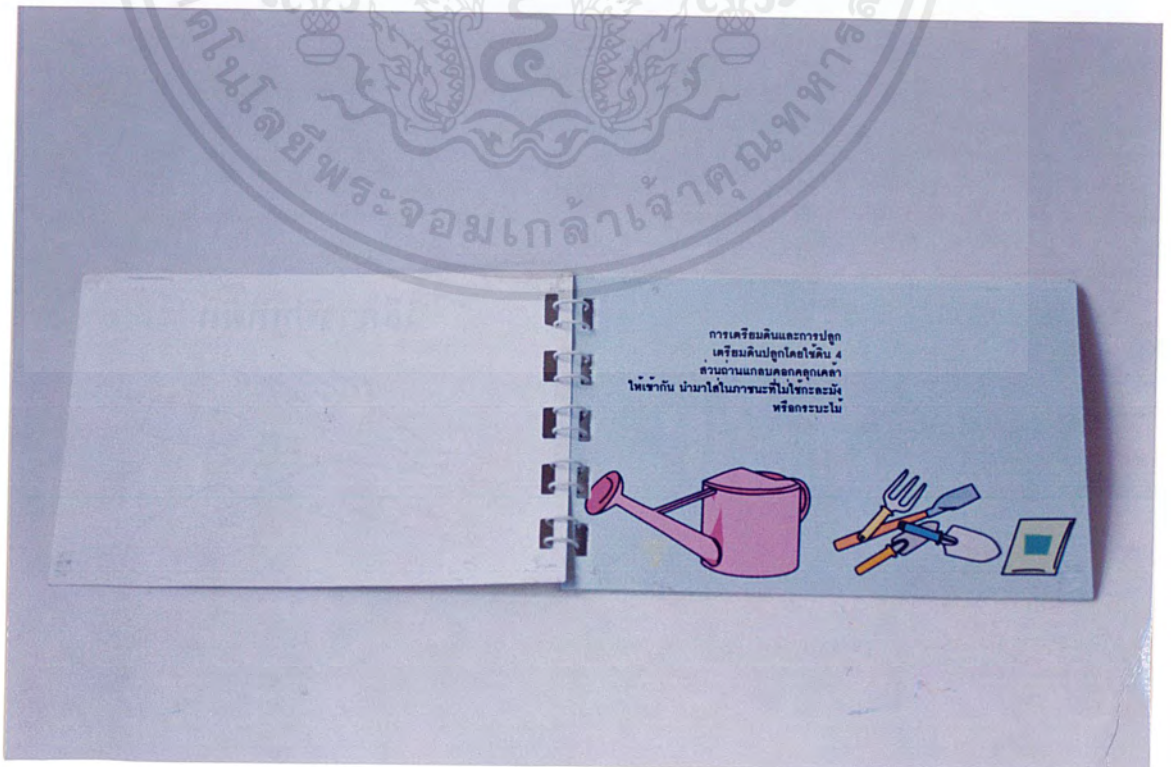 คโนโลยีพระจอมเกล้าเจ้าคุณทหาร
การเตรียมดินและการปลูก
เตรียมดินปลูกโดยใช้ดิน 4
ส่วนถ่านแกลบคอกคลุกเคล้า
ให้เข้ากัน นำมาใส่ในภาชนะที่ไม่ใช้กะละมัง
หรือกระบะไม้